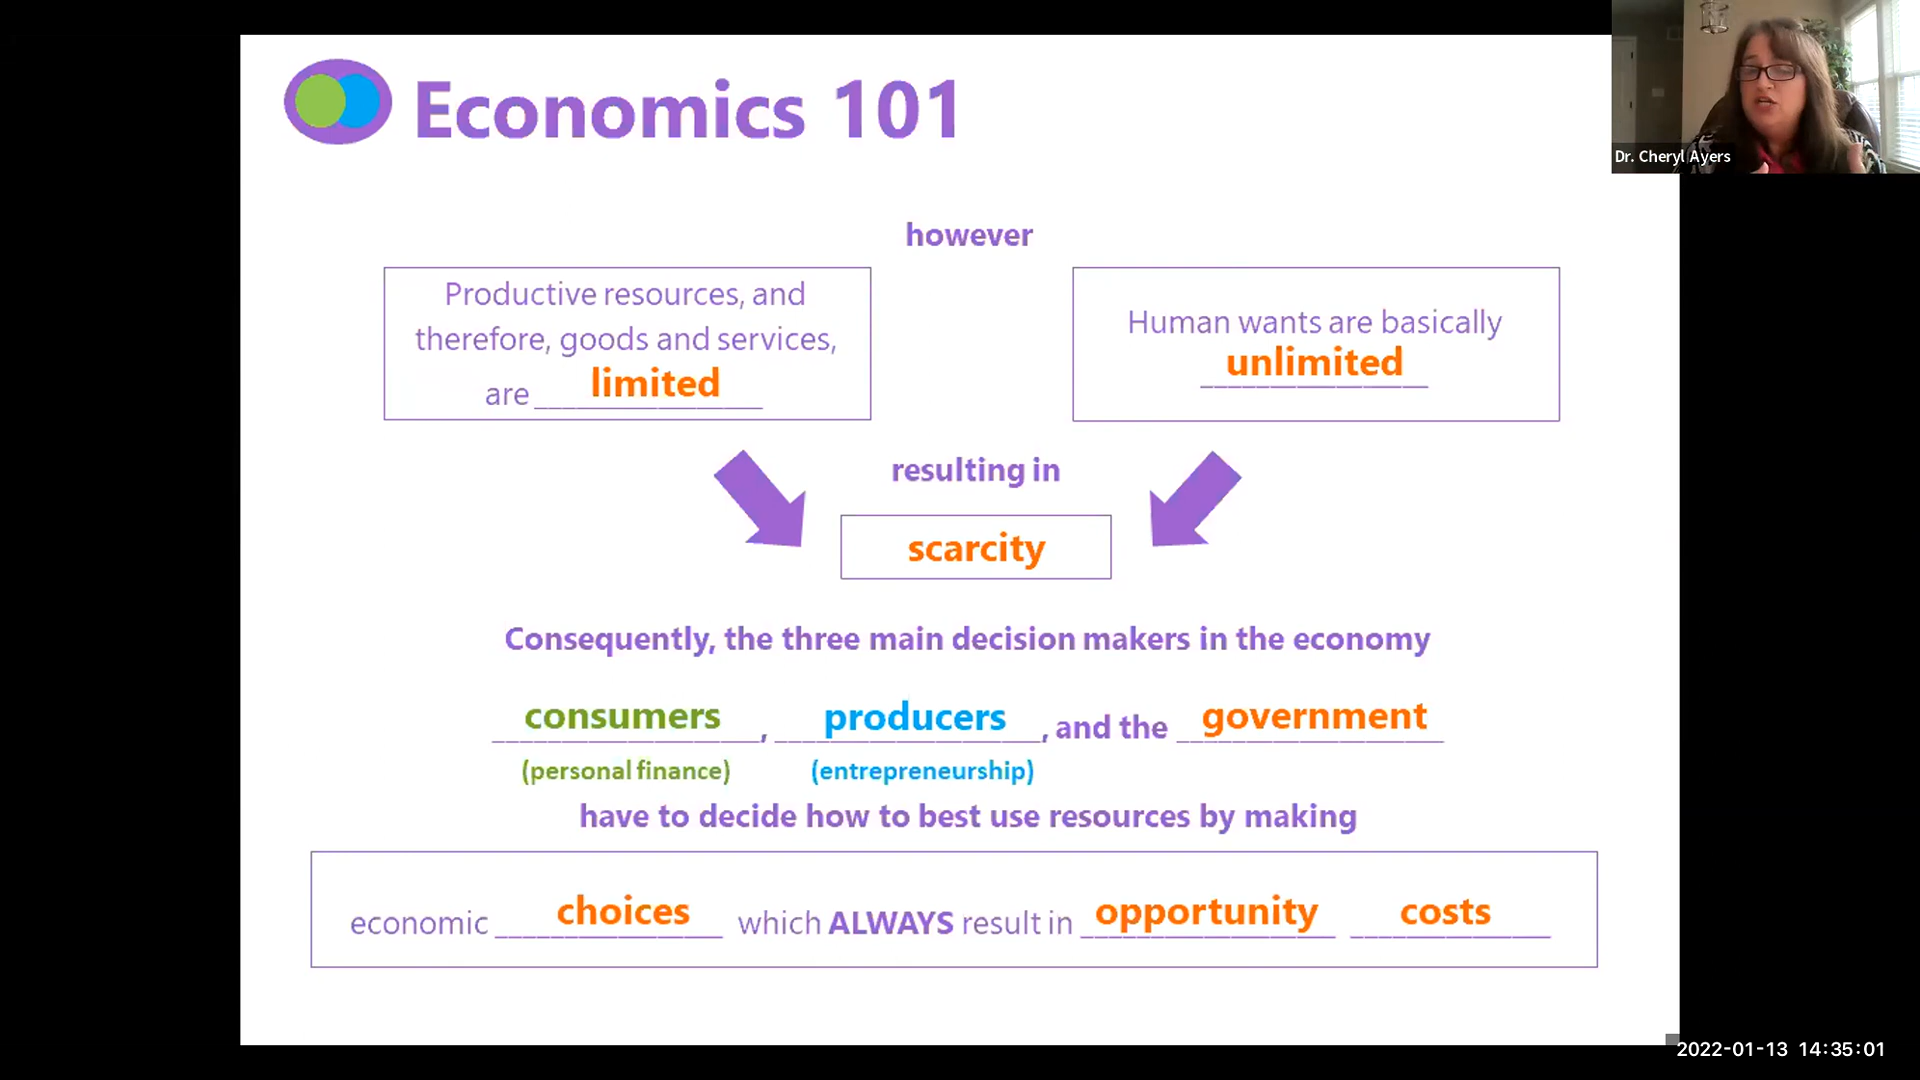 Economics 101
Dr. Cheryl Ayers
however
Productive resources, and
therefore, goods and services,
are limited
Human wants are basically
unlimited
resulting in
scarcity
Consequently, the three main decision makers in the economy
consumers, producers, and the government
(personal finance) (entrepreneurship)
have to decide how to best use resources by making
economic choices which ALWAYS result in opportunity costs
2022-01-13 14:35:01